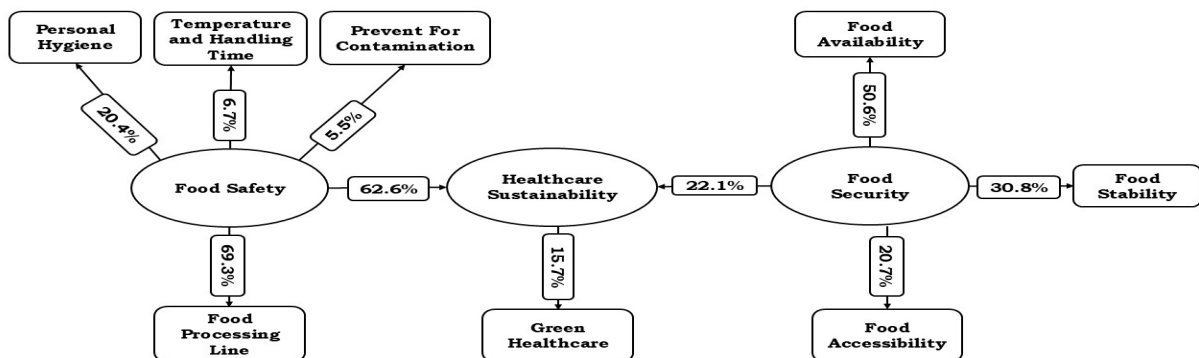 Personal
Hygiene
Temperature
and Handling
Time
Prevent For
Contamination
Food
Availability
20.4%
6.7%
5.5%
50.6%
Food Safety
62.6%
Healthcare
Sustainability
22.1%
Food
Security
30.8%
Food
Stability
69.3%
15.7%
20.7%
Food
Processing
Line
Green
Healthcare
Food
Accessibility